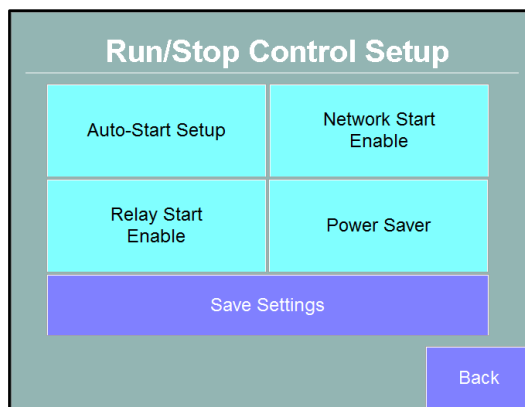 Run/Stop Control Setup
Auto-Start Setup
Network Start
Enable
Relay Start
Enable
Power Saver
Save Settings
Back